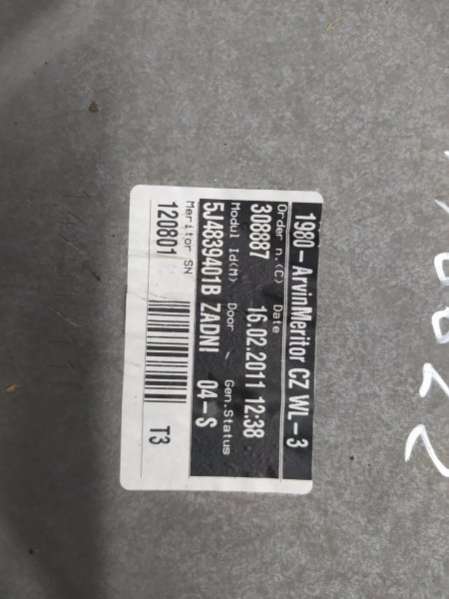 1980-ArvinMeritor CZ WL-3
Order n.(C) Date
308887 16.02.2011 12:38
Modul Id(M) Door Gen.Status
5J4839401B ZADNI 04-S
Meritor SN
120801 T3